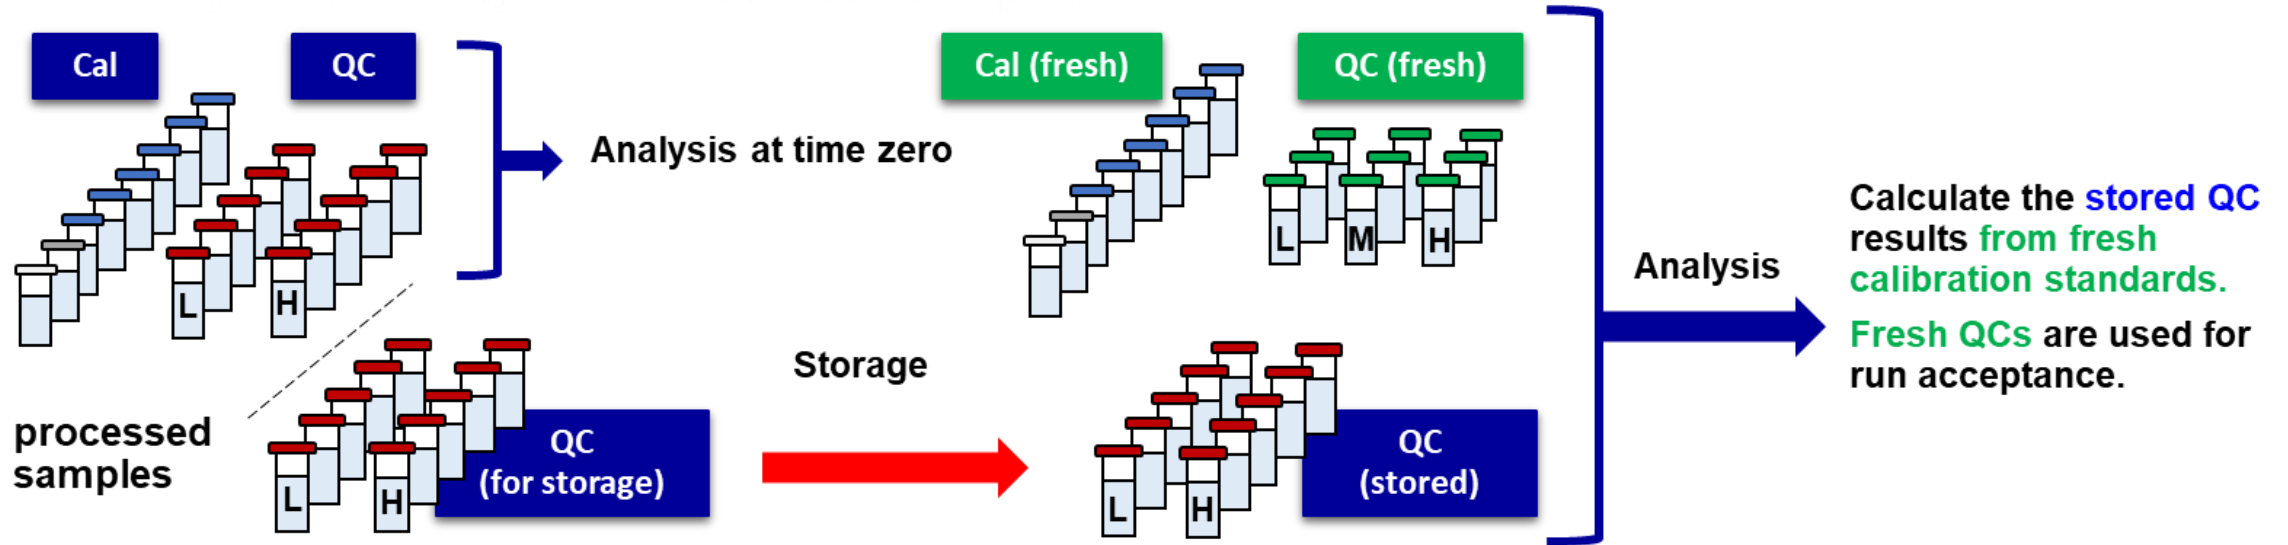 Cal
QC
L
H
Analysis at time zero
processed
samples
L
H
QC
(for storage)
Storage
Cal (fresh)
QC (fresh)
L
M
H
L
H
QC
(stored)
Analysis
Calculate the stored QC
results from fresh
calibration standards.
Fresh QCs are used for
run acceptance.